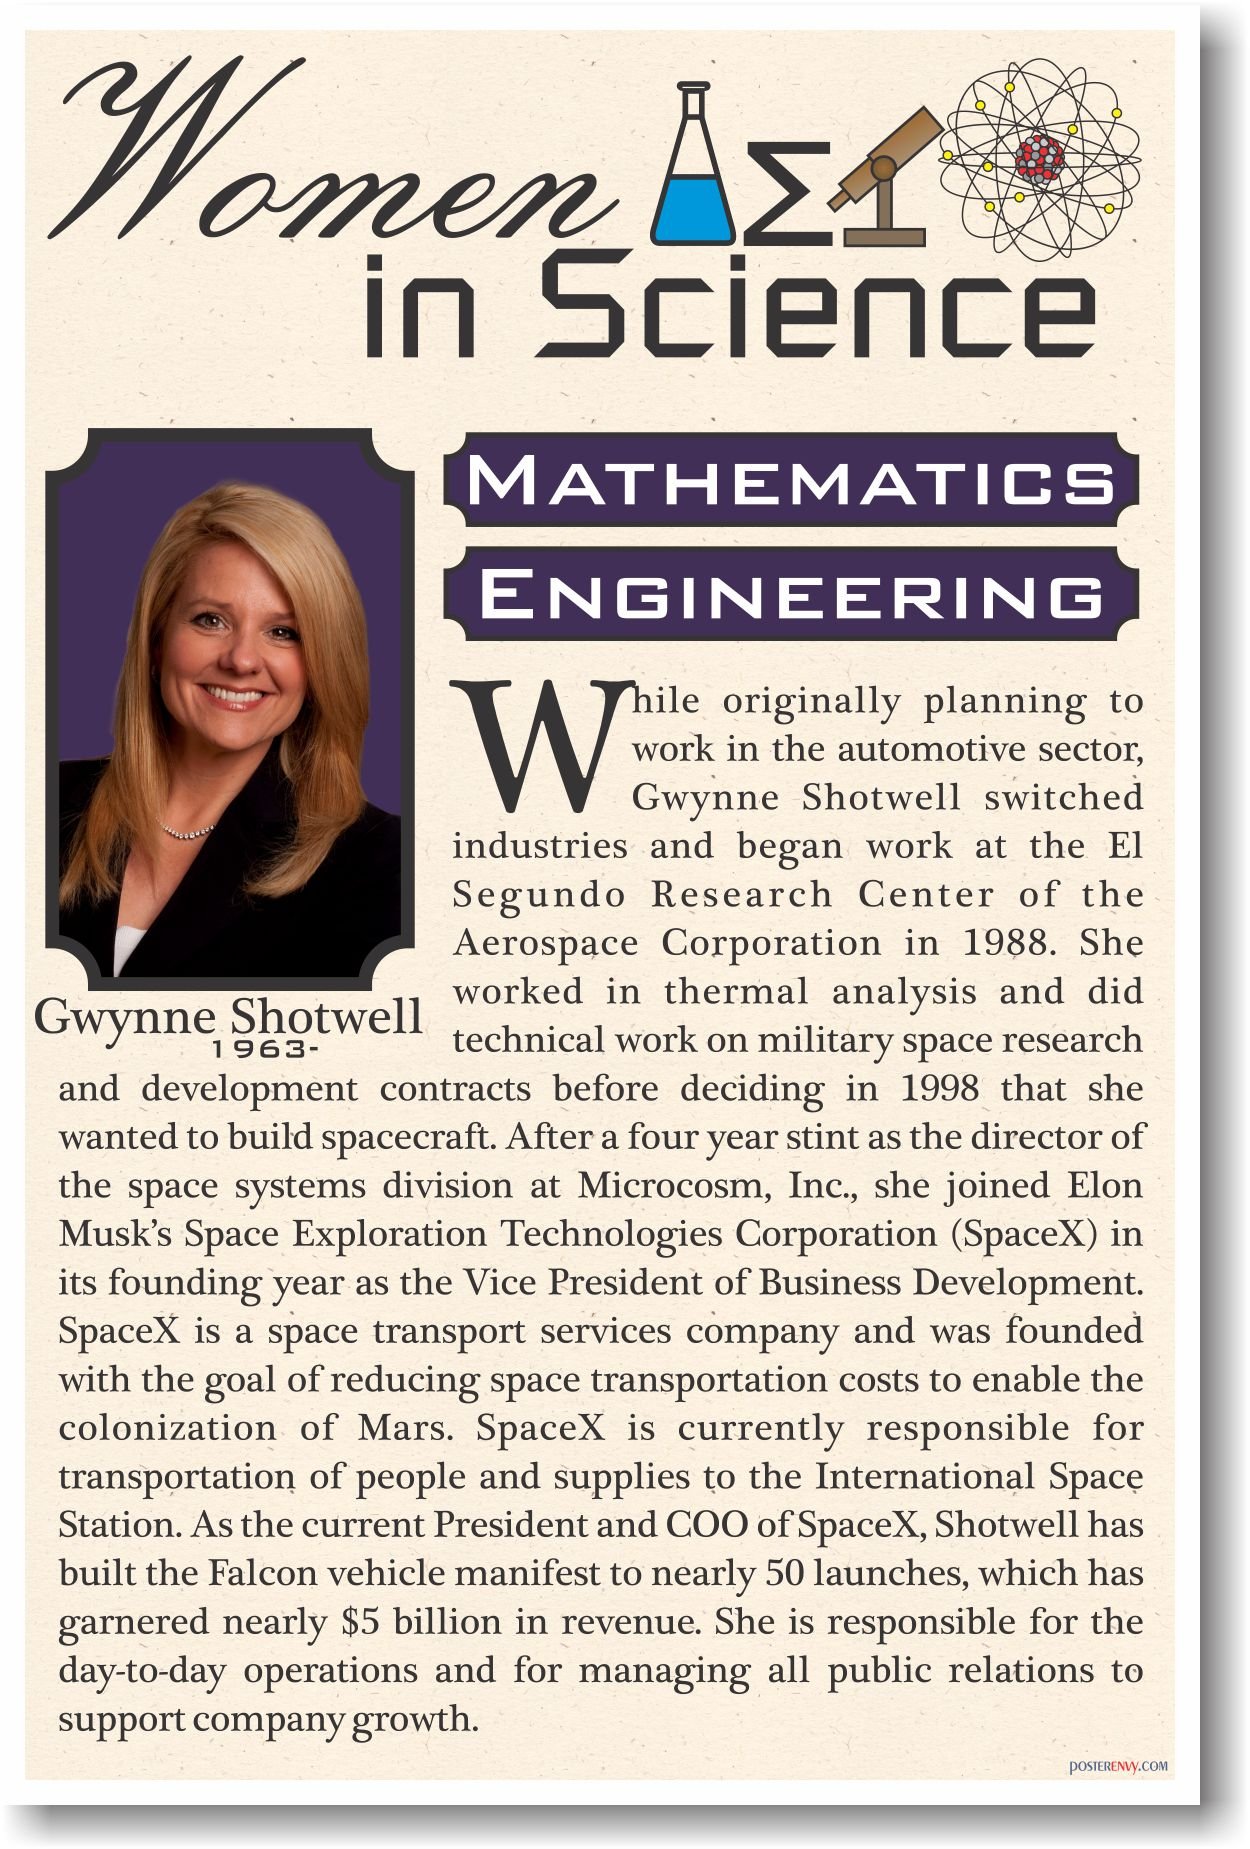 Women
in Science
MATHEMATICS
ENGINEERING
Gwynne Shotwell
1963-
While originally planning to
work in the automotive sector,
Gwynne Shotwell switched
industries and began work at the El
Segundo Research Center of the
Aerospace Corporation in 1988. She
worked in thermal analysis and did
technical work on military space research
and development contracts before deciding in 1998 that she
wanted to build spacecraft. After a four year stint as the director of
the space systems division at Microcosm, Inc., she joined Elon
Musk’s Space Exploration Technologies Corporation (SpaceX) in
its founding year as the Vice President of Business Development.
SpaceX is a space transport services company and was founded
with the goal of reducing space transportation costs to enable the
colonization of Mars. SpaceX is currently responsible for
transportation of people and supplies to the International Space
Station. As the current President and COO of SpaceX, Shotwell has
built the Falcon vehicle manifest to nearly 50 launches, which has
garnered nearly $5 billion in revenue. She is responsible for the
day-to-day operations and for managing all public relations to
support company growth.
POSTERENVY.COM